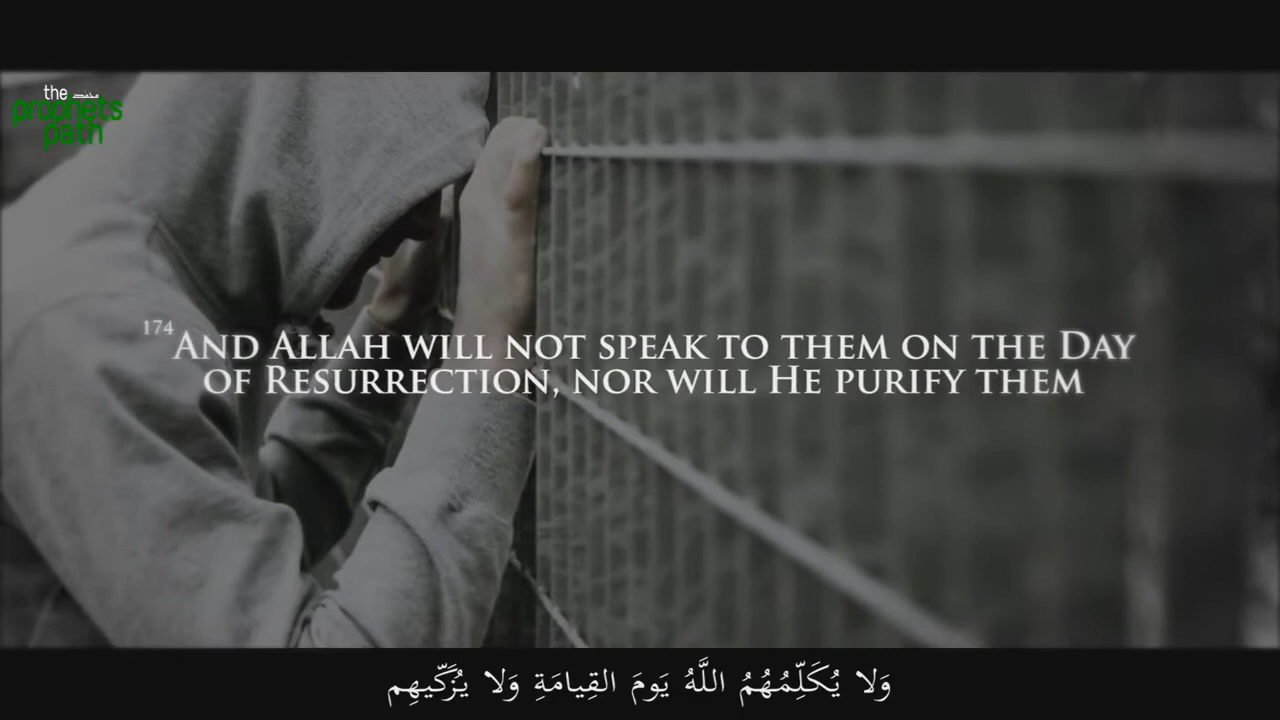 the محمد
prophets
path
174 And Allah will not speak to them on the Day
of Resurrection, nor will He purify them
وَلا يُكَلِّمُهُمُ اللَّهُ يَومَ القِيامَةِ وَلا يُزَكّيهِم